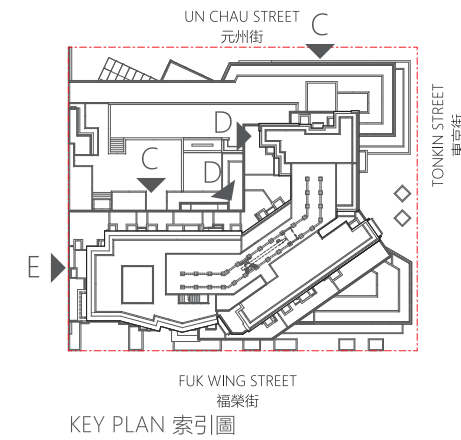 UN CHAU STREET
元州街
C
TONKIN STREET
東京街
D
C
D
E
FUK WING STREET
福榮街
KEY PLAN 索引圖